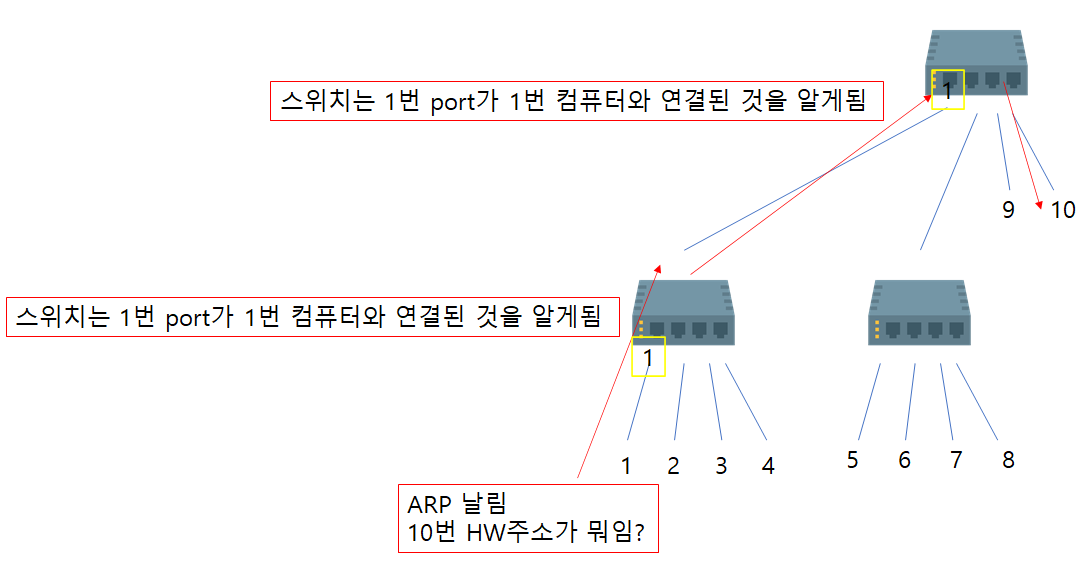 스위치는 1번 port가 1번 컴퓨터와 연결된 것을 알게됨
1
9 10
스위치는 1번 port가 1번 컴퓨터와 연결된 것을 알게됨
1
1 2 3 4 5 6 7 8
ARP 날림
10번 HW주소가 뭐임?